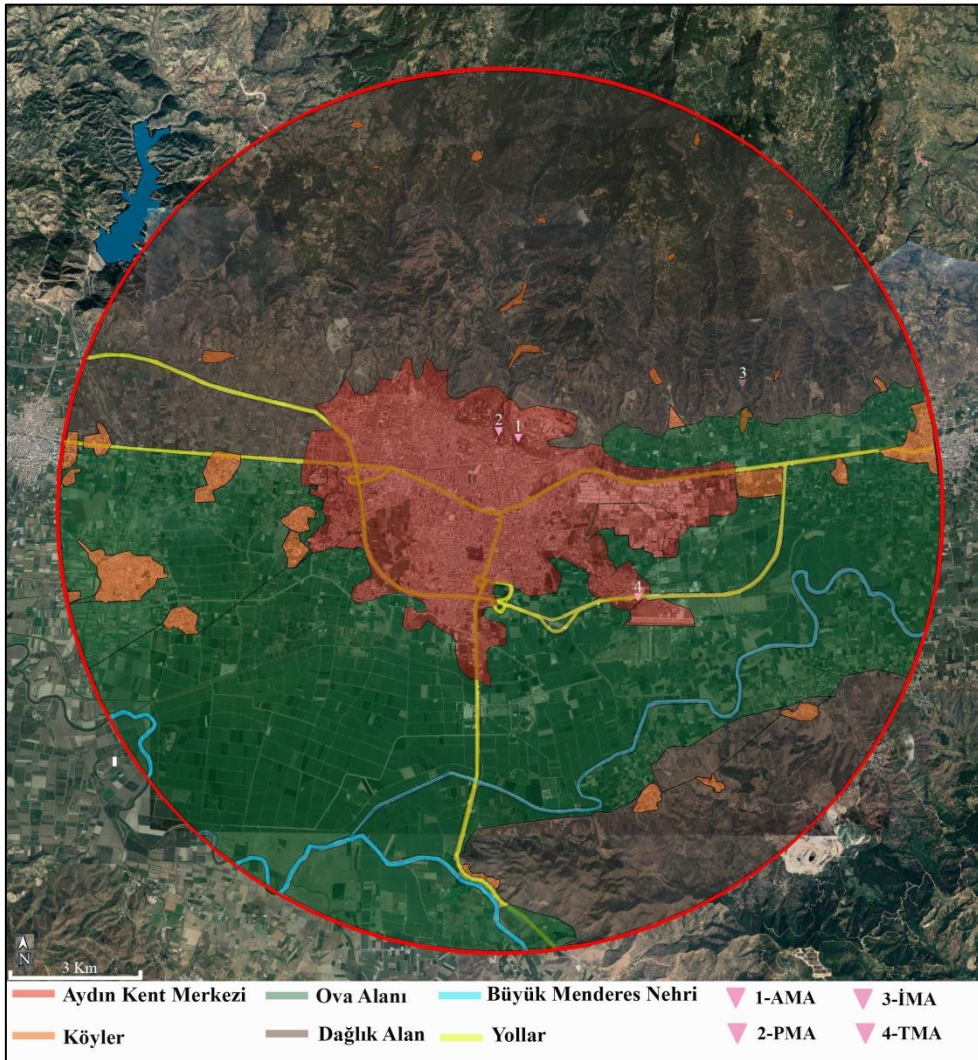 3
2
1
4
N
3 Km
Aydın Kent Merkezi Ova Alanı Büyük Menderes Nehri 1-AMA 3-İMA
Köyler Dağlık Alan Yollar 2-PMA 4-TMA